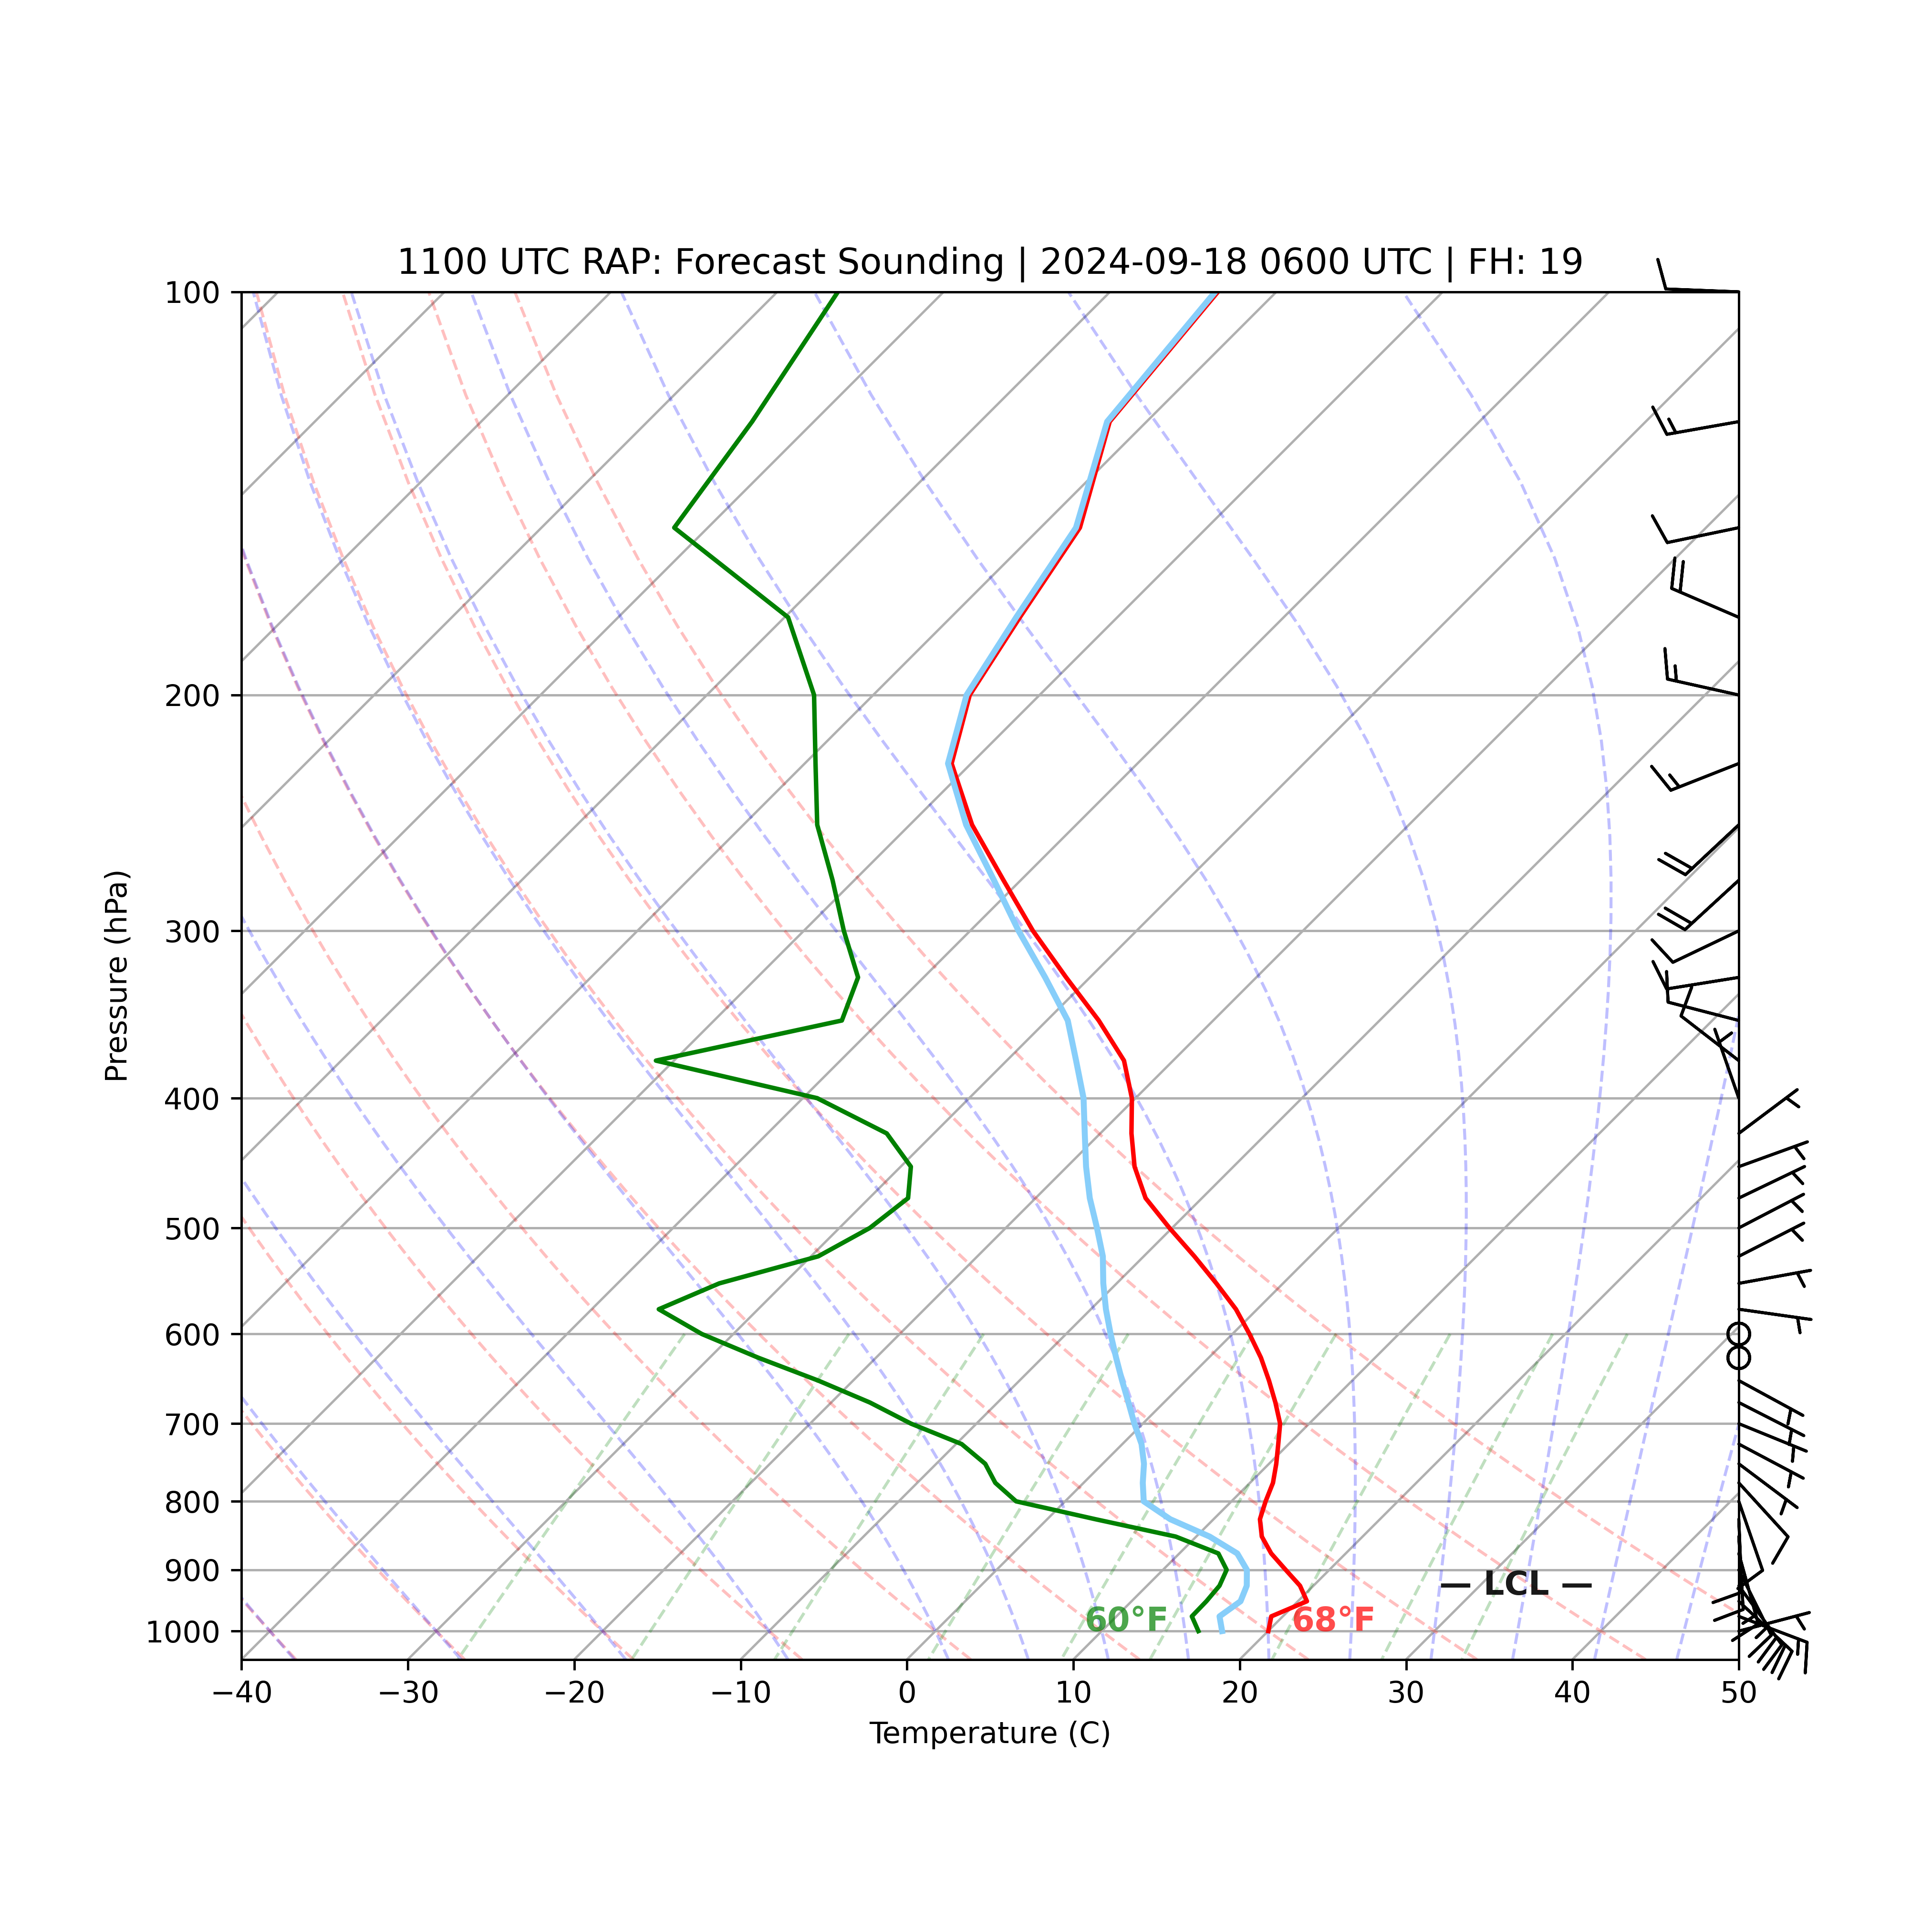 1100 UTC RAP: Forecast Sounding | 2024-09-18 0600 UTC | FH: 19
100
200
300
400
500
600
700
800
900
1000
Pressure (hPa)
— LCL —
60°F
68°F
−40 −30 −20 −10 0 10 20 30 40 50
Temperature (C)